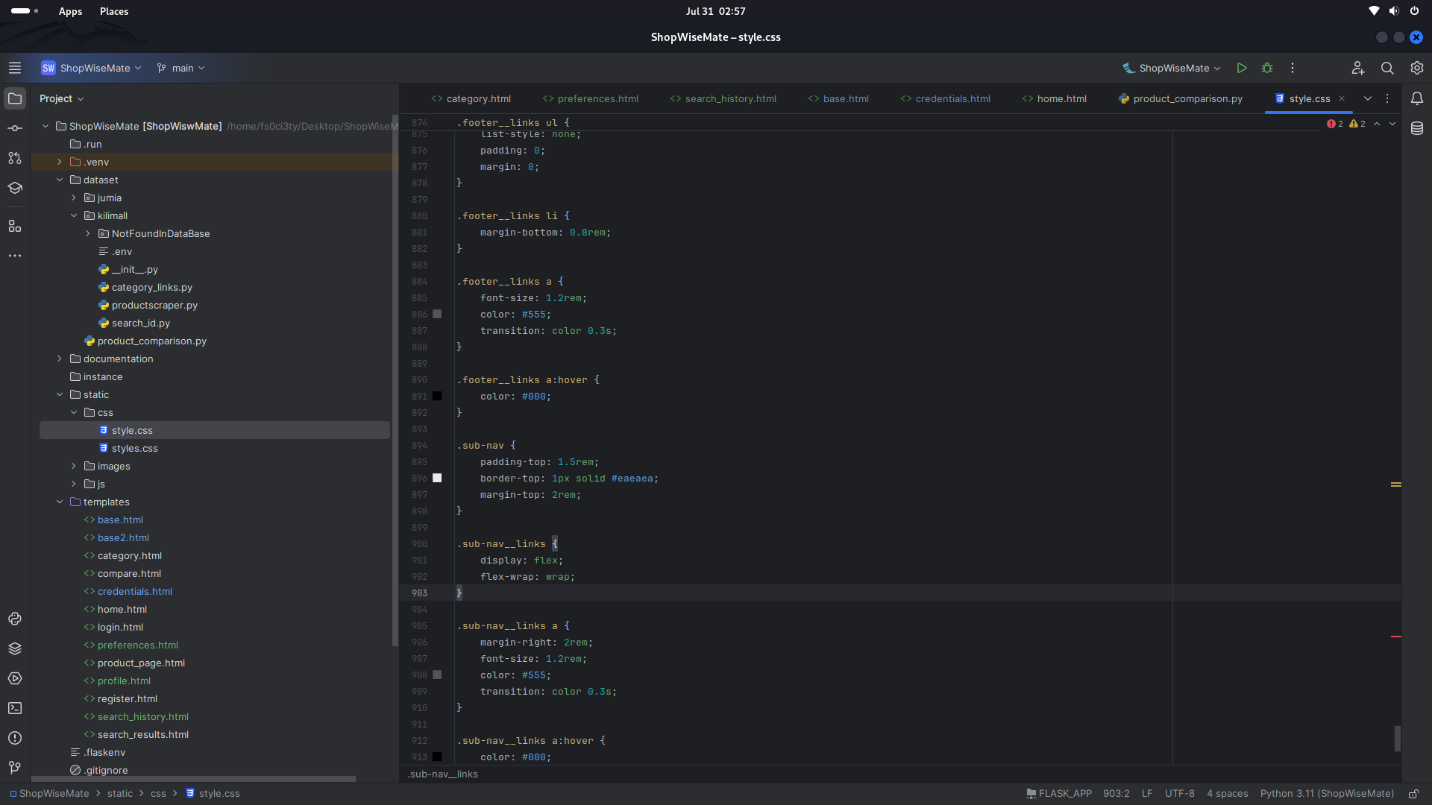 Apps Places
Jul 31 02:57
ShopWiseMate – style.css
SW ShopWiseMate
main
ShopWiseMate
Project
category.html
preferences.html
search_history.html
base.html
credentials.html
home.html
product_comparison.py
style.css
ShopWiseMate [ShopWiswMate] /home/fs0ci3ty/Desktop/ShopWiseM
.run
.venv
dataset
jumia
kilimall
NotFoundInDataBase
.env
__init__.py
category_links.py
productscraper.py
search_id.py
product_comparison.py
documentation
instance
static
css
style.css
styles.css
images
js
templates
base.html
base2.html
category.html
compare.html
credentials.html
home.html
login.html
preferences.html
product_page.html
profile.html
register.html
search_history.html
search_results.html
.flaskenv
.gitignore
2 2
874 .footer__links ul {
875 list-style: none;
876 padding: 0;
877 margin: 0;
878 }
879
880 .footer__links li {
881 margin-bottom: 0.8rem;
882 }
883
884 .footer__links a {
885 font-size: 1.2rem;
886 color: #555;
887 transition: color 0.3s;
888 }
889
890 .footer__links a:hover {
891 color: #000;
892 }
893
894 .sub-nav {
895 padding-top: 1.5rem;
896 border-top: 1px solid #eaeaea;
897 margin-top: 2rem;
898 }
899
900 .sub-nav__links {
901 display: flex;
902 flex-wrap: wrap;
903 }
904
905 .sub-nav__links a {
906 margin-right: 2rem;
907 font-size: 1.2rem;
908 color: #555;
909 transition: color 0.3s;
910 }
911
912 .sub-nav__links a:hover {
913 color: #000;
.sub-nav__links
ShopWiseMate > static > css > style.css
FLASK_APP 903:2 LF UTF-8 4 spaces Python 3.11 (ShopWiseMate)